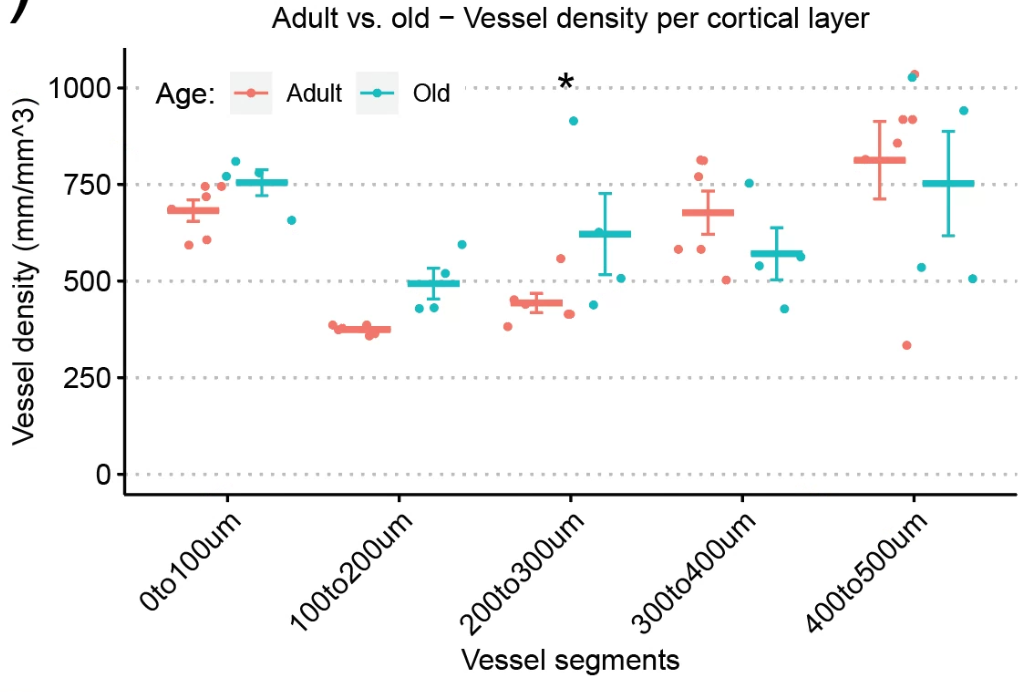 )
Adult vs. old − Vessel density per cortical layer
Vessel density (mm/mm^3)
1000
750
500
250
0
Age: Adult Old
*
0to100um
100to200um
200to300um
300to400um
400to500um
Vessel segments